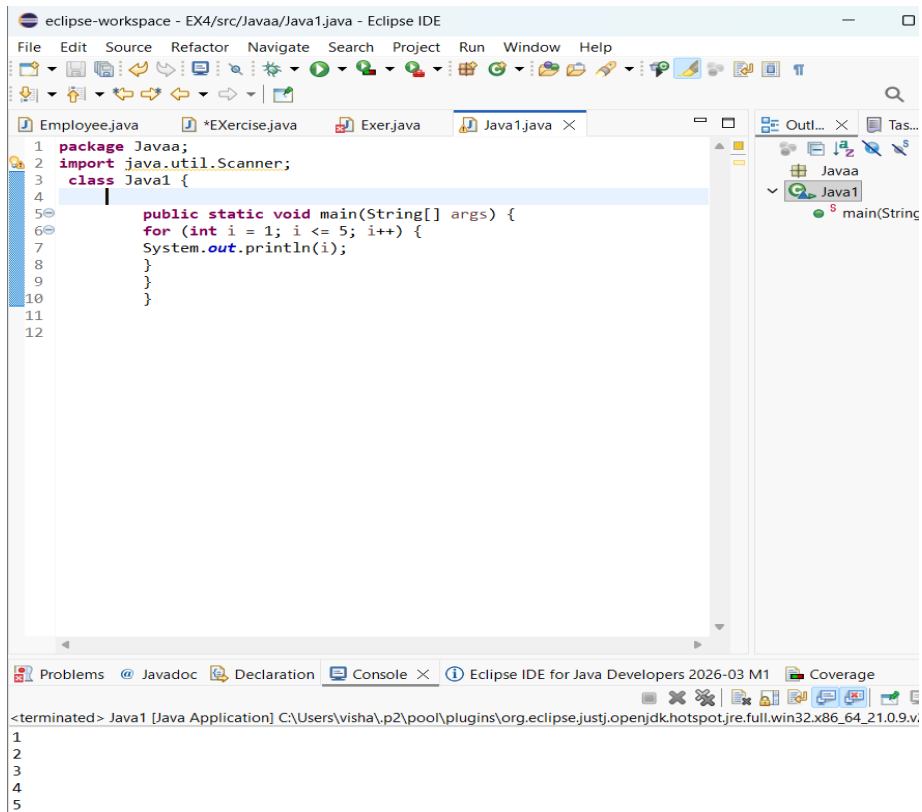 eclipse-workspace - EX4/src/Javaa/Java1.java - Eclipse IDE
File Edit Source Refactor Navigate Search Project Run Window Help
Employee.java *EXercise.java Exer.java Java1.java Outl... Tas...
1 package Javaa;
2 import java.util.Scanner;
3 class Java1 {
4
5 public static void main(String[] args) {
6 for (int i = 1; i <= 5; i++) {
7 System.out.println(i);
8 }
9 }
10 }
11
12
Javaa
Java1
S main(String
Problems @ Javadoc Declaration Console Eclipse IDE for Java Developers 2026-03 M1 Coverage
<terminated> Java1 [Java Application] C:\Users\visha\.p2\pool\plugins\org.eclipse.justj.openjdk.hotspot.jre.full.win32.x86_64_21.0.9.v2
1
2
3
4
5